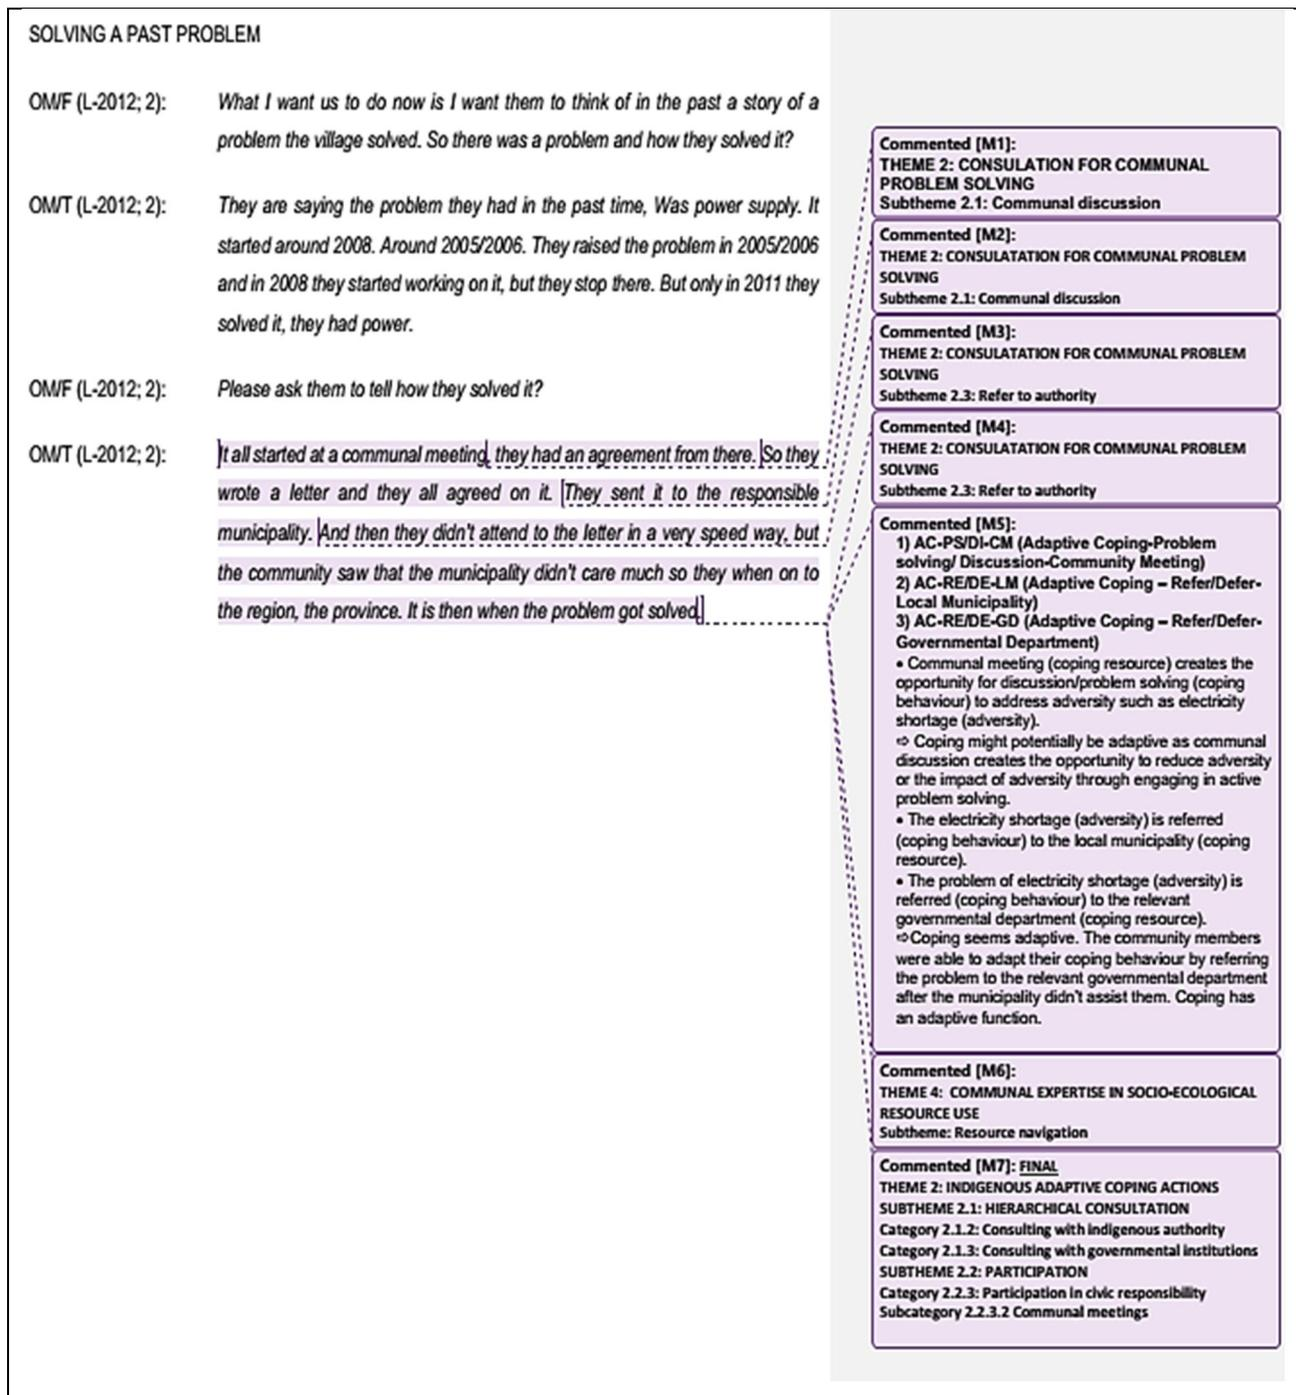 SOLVING A PAST PROBLEM
OM/F (L-2012; 2): What I want us to do now is I want them to think of in the past a story of a
problem the village solved. So there was a problem and how they solved it?
OM/T (L-2012; 2): They are saying the problem they had in the past time, Was power supply. It
started around 2008. Around 2005/2006. They raised the problem in 2005/2006
and in 2008 they started working on it, but they stop there. But only in 2011 they
solved it, they had power.
OM/F (L-2012; 2): Please ask them to tell how they solved it?
OM/T (L-2012; 2): It all started at a communal meeting, they had an agreement from there. So they
wrote a letter and they all agreed on it. They sent it to the responsible
municipality. And then they didn't attend to the letter in a very speed way, but
the community saw that the municipality didn't care much so they when on to
the region, the province. It is then when the problem got solved.
Commented [M1]:
THEME 2: CONSULATION FOR COMMUNAL
PROBLEM SOLVING
Subtheme 2.1: Communal discussion
Commented [M2]:
THEME 2: CONSULATATION FOR COMMUNAL PROBLEM
SOLVING
Subtheme 2.1: Communal discussion
Commented [M3]:
THEME 2: CONSULATATION FOR COMMUNAL PROBLEM
SOLVING
Subtheme 2.3: Refer to authority
Commented [M4]:
THEME 2: CONSULATATION FOR COMMUNAL PROBLEM
SOLVING
Subtheme 2.3: Refer to authority
Commented [M5]:
1) AC-PS/DI-CM (Adaptive Coping-Problem
solving/ Discussion-Community Meeting)
2) AC-RE/DE-LM (Adaptive Coping – Refer/Defer-
Local Municipality)
3) AC-RE/DE-GD (Adaptive Coping – Refer/Defer-
Governmental Department)
• Communal meeting (coping resource) creates the
opportunity for discussion/problem solving (coping
behaviour) to address adversity such as electricity
shortage (adversity).
⇨ Coping might potentially be adaptive as communal
discussion creates the opportunity to reduce adversity
or the impact of adversity through engaging in active
problem solving.
• The electricity shortage (adversity) is referred
(coping behaviour) to the local municipality (coping
resource).
• The problem of electricity shortage (adversity) is
referred (coping behaviour) to the relevant
governmental department (coping resource).
⇨Coping seems adaptive. The community members
were able to adapt their coping behaviour by referring
the problem to the relevant governmental department
after the municipality didn't assist them. Coping has
an adaptive function.
Commented [M6]:
THEME 4: COMMUNAL EXPERTISE IN SOCIO-ECOLOGICAL
RESOURCE USE
Subtheme: Resource navigation
Commented [M7]: FINAL
THEME 2: INDIGENOUS ADAPTIVE COPING ACTIONS
SUBTHEME 2.1: HIERARCHICAL CONSULTATION
Category 2.1.2: Consulting with indigenous authority
Category 2.1.3: Consulting with governmental institutions
SUBTHEME 2.2: PARTICIPATION
Category 2.2.3: Participation in civic responsibility
Subcategory 2.2.3.2 Communal meetings